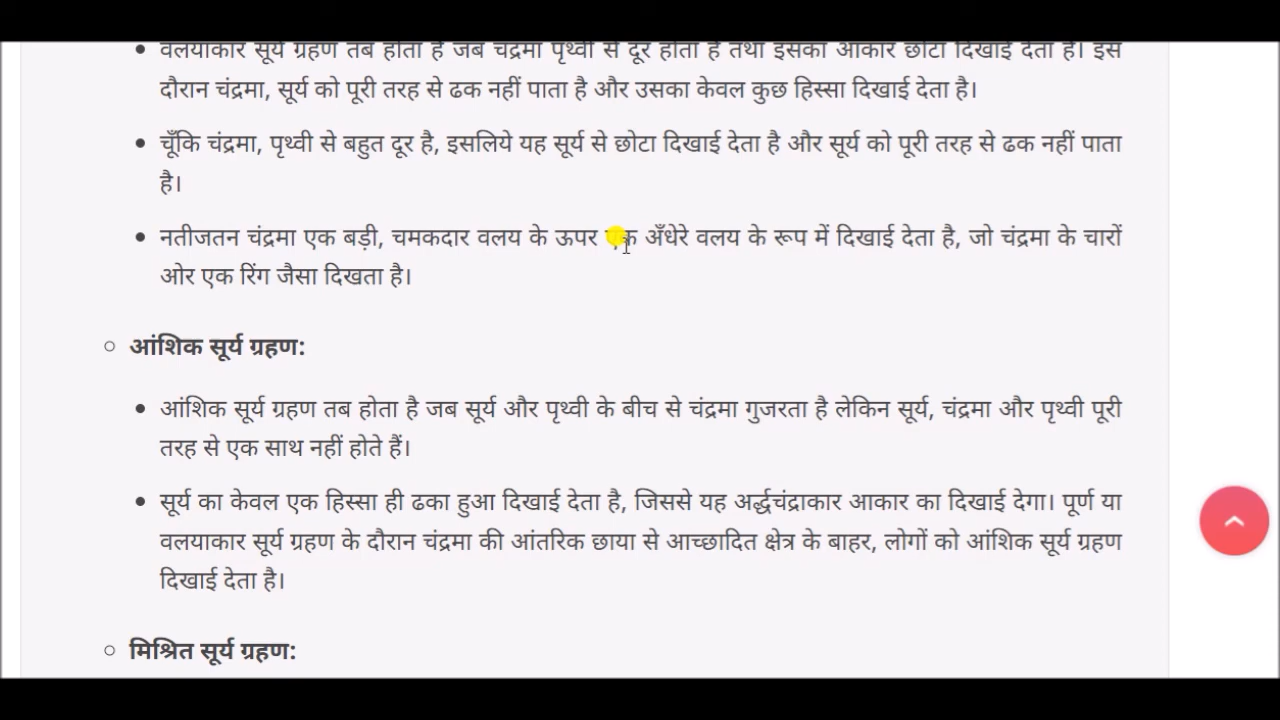 वलयाकार सूर्य ग्रहण तब होता है जब चंद्रमा पृथ्वी से दूर होता है तथा इसका आकार छोटा दिखाई देता है। इस
दौरान चंद्रमा, सूर्य को पूरी तरह से ढक नहीं पाता है और उसका केवल कुछ हिस्सा दिखाई देता है।
चूँकि चंद्रमा, पृथ्वी से बहुत दूर है, इसलिये यह सूर्य से छोटा दिखाई देता है और सूर्य को पूरी तरह से ढक नहीं पाता
है।
नतीजतन चंद्रमा एक बड़ी, चमकदार वलय के ऊपर एक अँधेरे वलय के रूप में दिखाई देता है, जो चंद्रमा के चारों
ओर एक रिंग जैसा दिखता है।
आंशिक सूर्य ग्रहण:
आंशिक सूर्य ग्रहण तब होता है जब सूर्य और पृथ्वी के बीच से चंद्रमा गुजरता है लेकिन सूर्य, चंद्रमा और पृथ्वी पूरी
तरह से एक साथ नहीं होते हैं।
सूर्य का केवल एक हिस्सा ही ढका हुआ दिखाई देता है, जिससे यह अर्द्धचंद्राकार आकार का दिखाई देगा। पूर्ण या
वलयाकार सूर्य ग्रहण के दौरान चंद्रमा की आंतरिक छाया से आच्छादित क्षेत्र के बाहर, लोगों को आंशिक सूर्य ग्रहण
दिखाई देता है।
मिश्रित सूर्य ग्रहण: